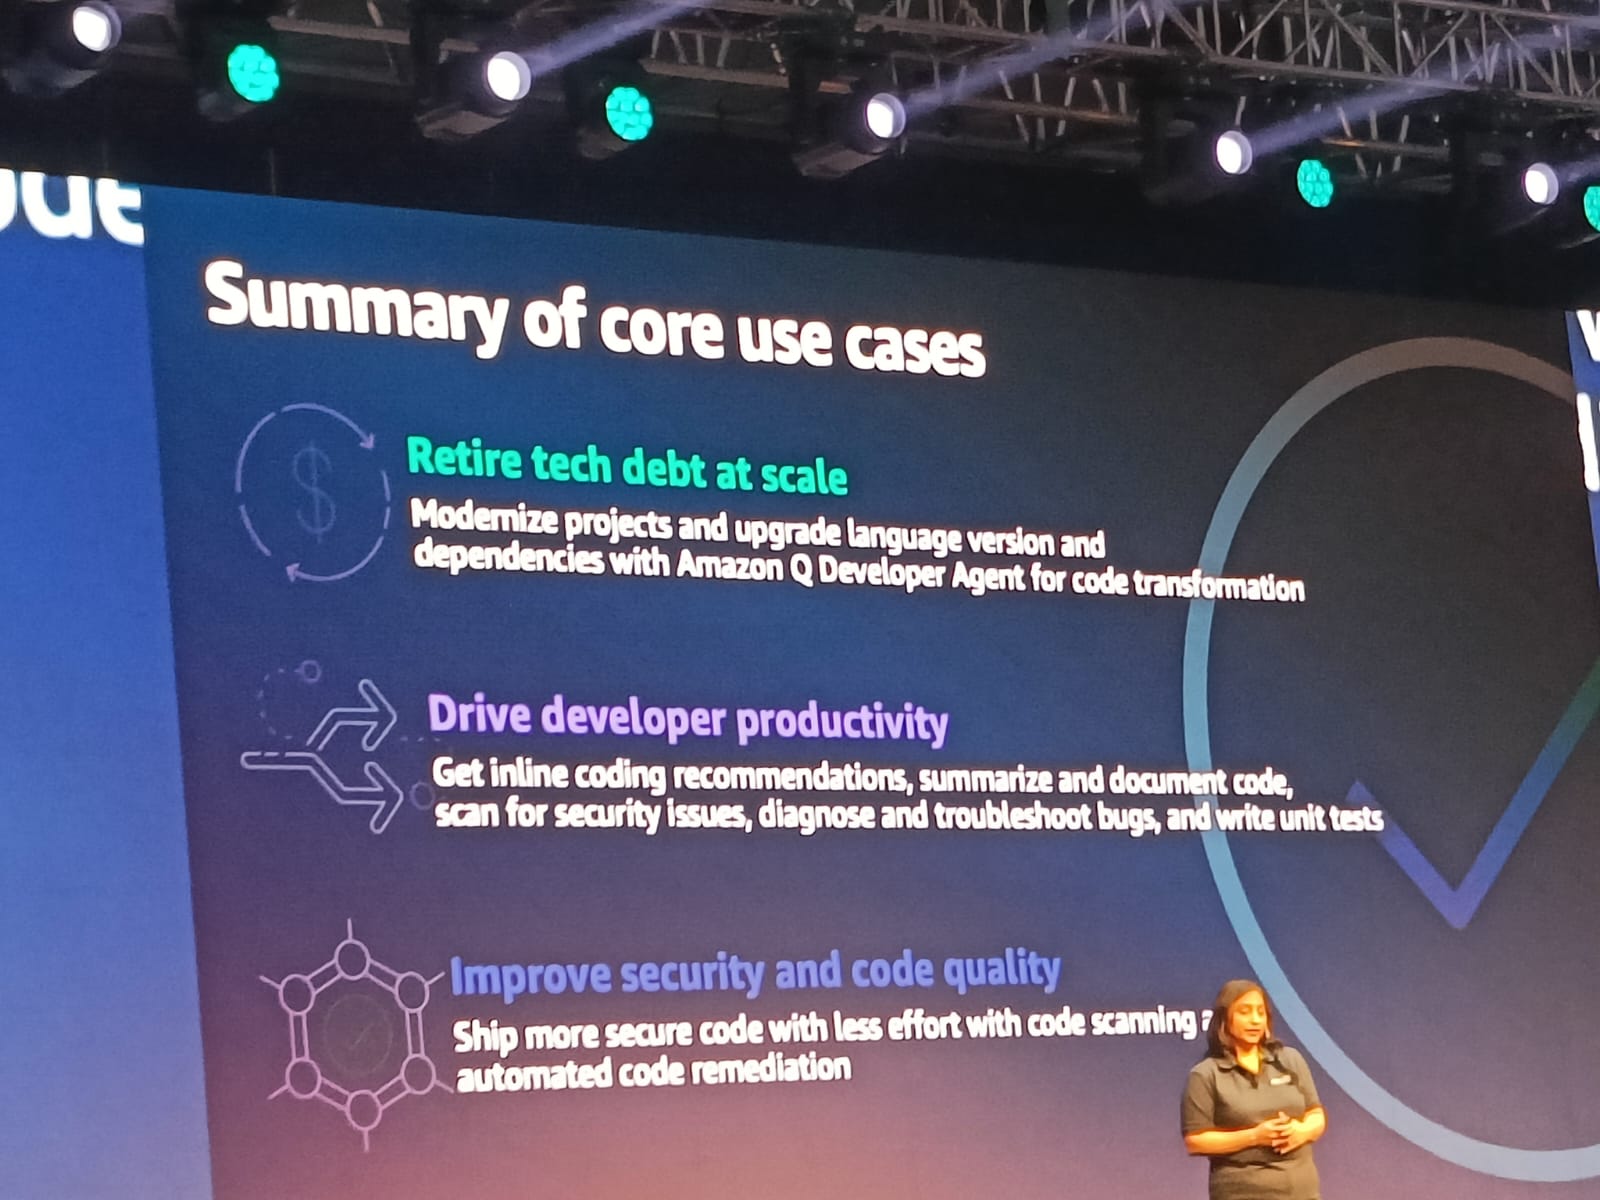 Summary of core use cases
Retire tech debt at scale
Modernize projects and upgrade language version and
dependencies with Amazon Q Developer Agent for code transformation
Drive developer productivity
Get inline coding recommendations, summarize and document code,
scan for security issues, diagnose and troubleshoot bugs, and write unit tests
Improve security and code quality
Ship more secure code with less effort with code scanning
automated code remediation